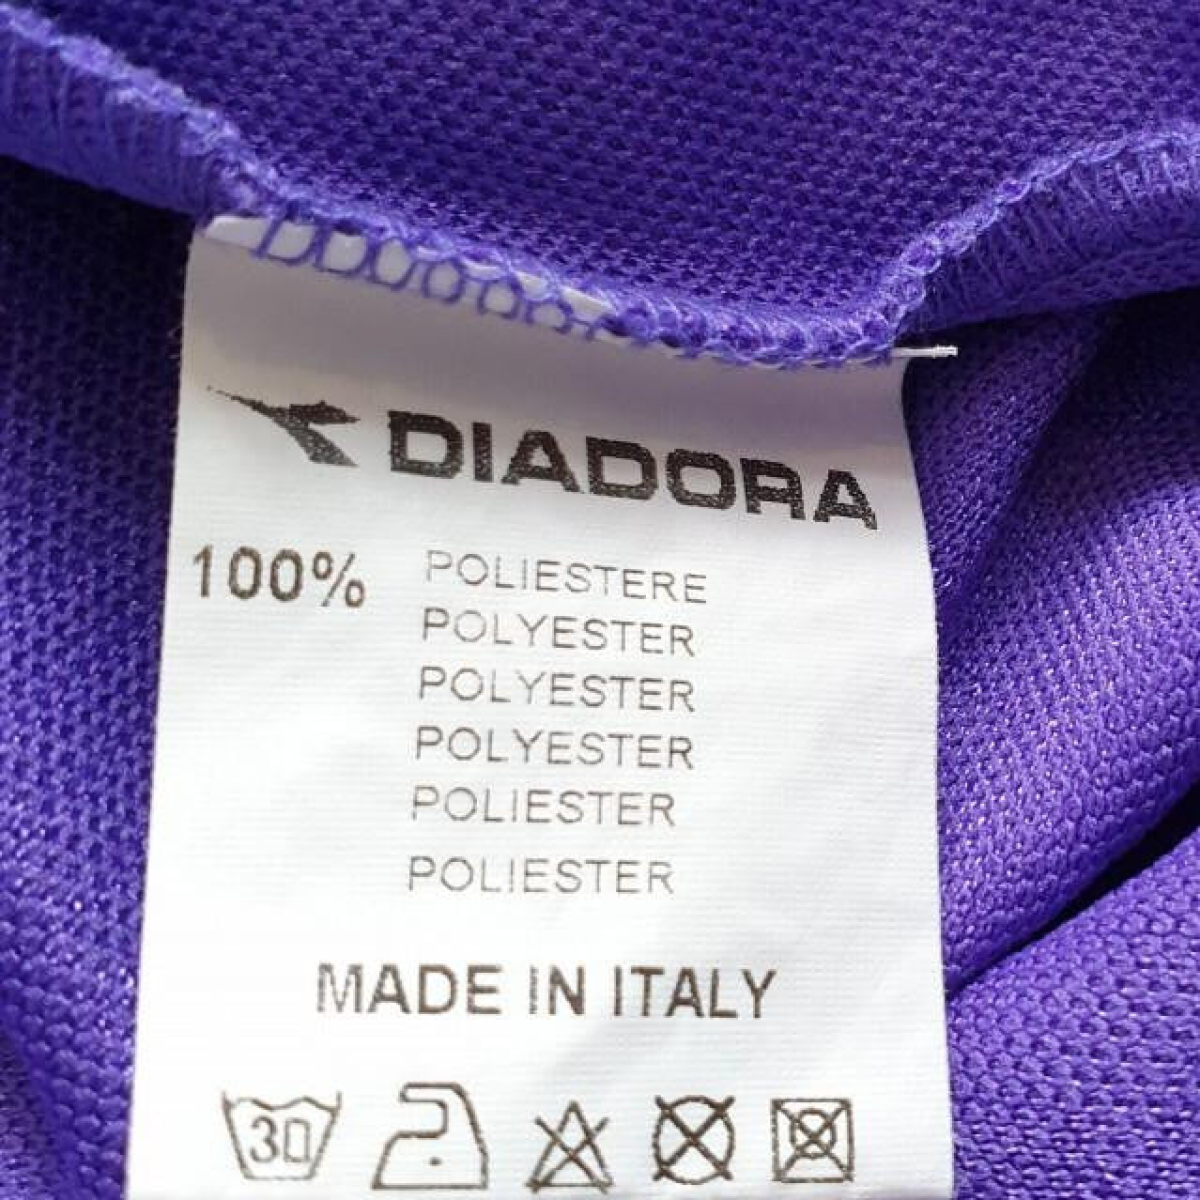 DIADORA
100% POLIESTERE
POLYESTER
POLYESTER
POLYESTER
POLIESTER
POLIESTER
MADE IN ITALY
30